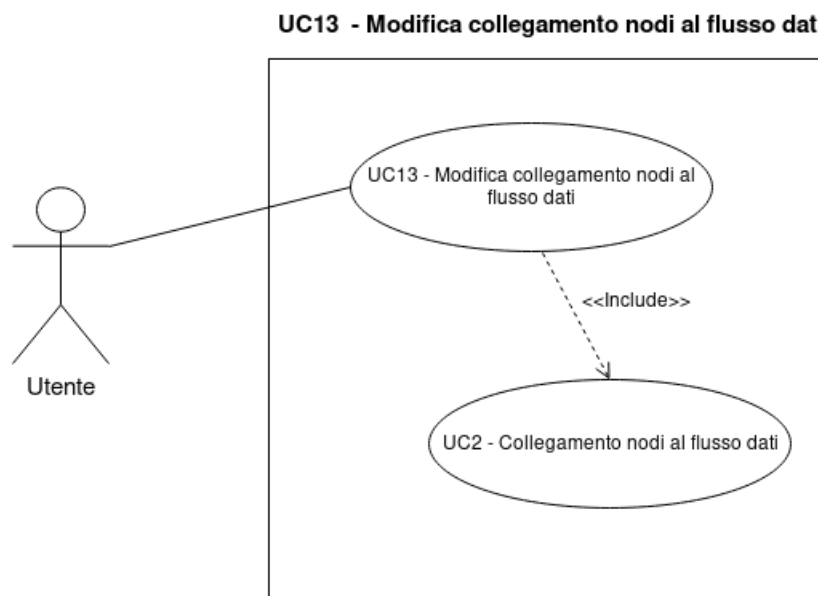 UC13 - Modifica collegamento nodi al flusso dat
UC13 - Modifica collegamento nodi al
flusso dati
<<Include>>
Utente
UC2 - Collegamento nodi al flusso dati